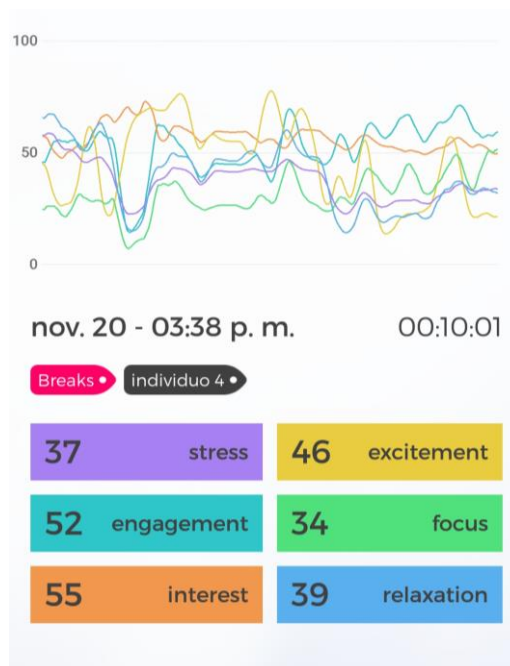 100
50
0
nov. 20 - 03:38 p. m. 00:10:01
Breaks individuo 4
37 stress 46 excitement
52 engagement 34 focus
55 interest 39 relaxation